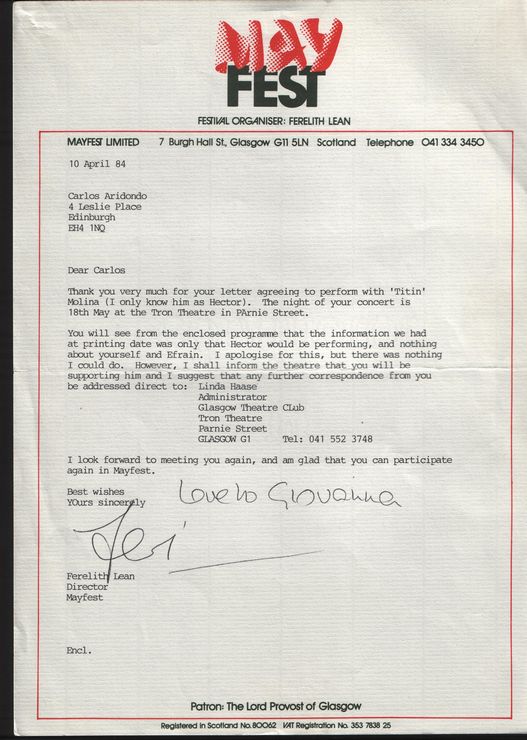 MAY
FEST
FESTIVAL ORGANISER: FERELITH LEAN
MAYFEST LIMITED 7 Burgh Hall St, Glasgow G11 5LN Scotland Telephone 041 334 3450
10 April 84
Carlos Aridondo
4 Leslie Place
Edinburgh
EH4 1NQ
Dear Carlos
Thank you very much for your letter agreeing to perform with 'Titin'
Molina (I only know him as Hector). The night of your concert is
18th May at the Tron Theatre in PArnie Street.
You will see from the enclosed programme that the information we had
at printing date was only that Hector would be performing, and nothing
about yourself and Efrain. I apologise for this, but there was nothing
I could do. However, I shall inform the theatre that you will be
supporting him and I suggest that any further correspondence from you
be addressed direct to: Linda Haase
Administrator
Glasgow Theatre CLub
Tron Theatre
Parnie Street
GLASGOW G1 Tel: 041 552 3748
I look forward to meeting you again, and am glad that you can participate
again in Mayfest.
Best wishes
YOurs sincerely
Love to Giovanna
Feri
Ferelith Lean
Director
Mayfest
Encl.
Patron: The Lord Provost of Glasgow
Registered in Scotland No. 80062 VAT Registration No. 353 7838 25